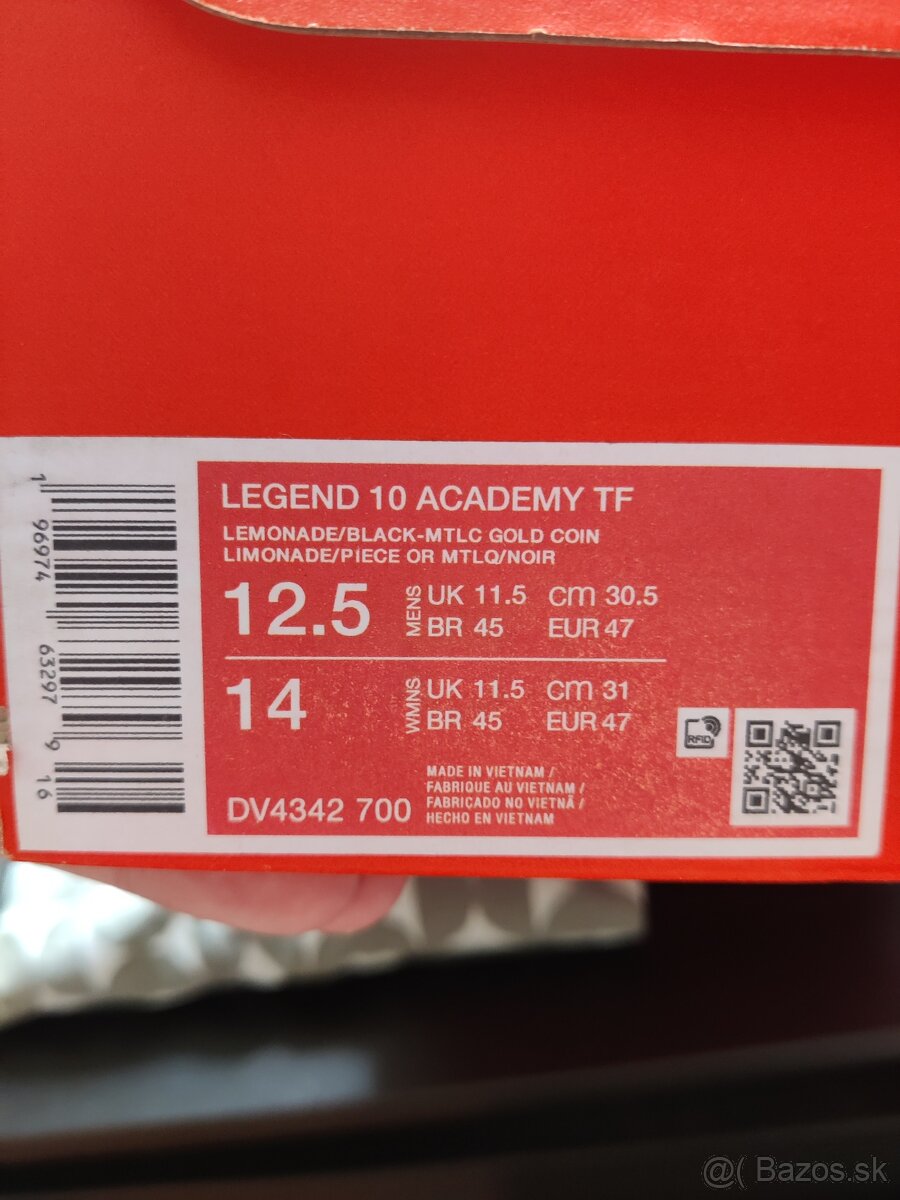 LEGEND 10 ACADEMY TF
LEMONADE/BLACK-MTLC GOLD COIN
LIMONADE/PIECE OR MTLQ/NOIR
12.5 MENS UK 11.5 cm 30.5
BR 45 EUR 47
14 WMNS UK 11.5 cm 31
BR 45 EUR 47
RFID
MADE IN VIETNAM /
FABRIQUE AU VIETNAM /
FABRICADO NO VIETNÃ /
HECHO EN VIETNAM
DV4342 700
1 96974 63297 9 16
@( Bazos.sk